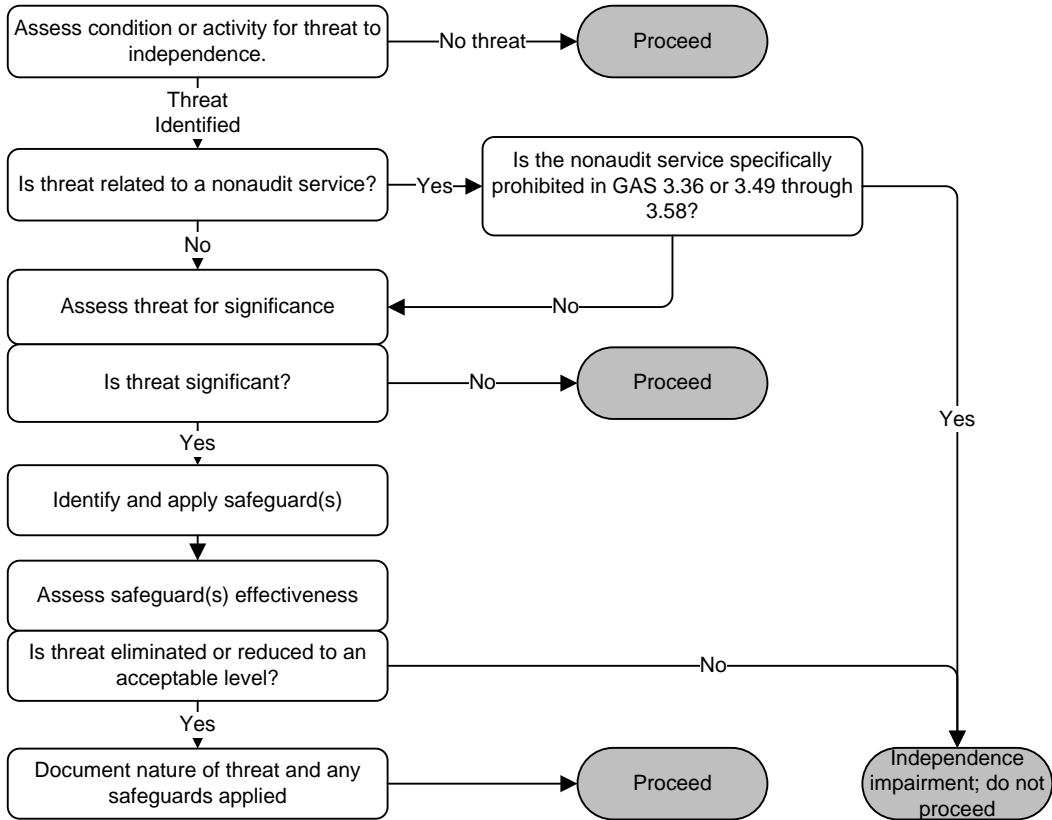 Assess condition or activity for threat to
independence.
No threat
Proceed
Threat
Identified
Is threat related to a nonaudit service?
Yes
Is the nonaudit service specifically
prohibited in GAS 3.36 or 3.49 through
3.58?
No
Assess threat for significance
No
Is threat significant?
No
Proceed
Yes
Yes
Identify and apply safeguard(s)
Assess safeguard(s) effectiveness
Is threat eliminated or reduced to an
acceptable level?
No
Yes
Document nature of threat and any
safeguards applied
Proceed
Independence
impairment; do not
proceed